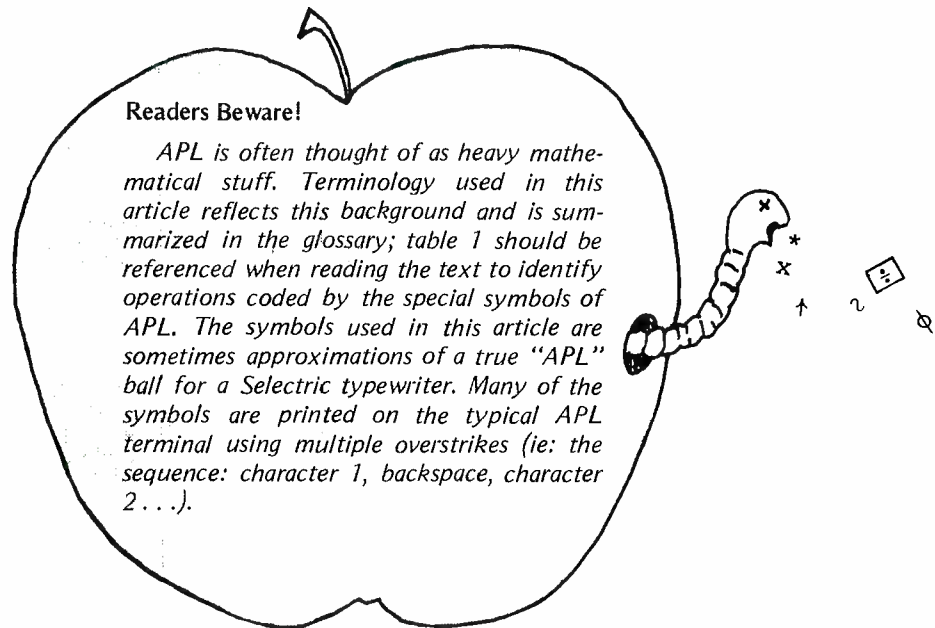 Readers Beware!
APL is often thought of as heavy mathe-
matical stuff. Terminology used in this
article reflects this background and is sum-
marized in the glossary; table 1 should be
referenced when reading the text to identify
operations coded by the special symbols of
APL. The symbols used in this article are
sometimes approximations of a true "APL"
ball for a Selectric typewriter. Many of the
symbols are printed on the typical APL
terminal using multiple overstrikes (ie: the
sequence: character 1, backspace, character
2 . . .).
* x ↑ ~ ⌹ ϕ